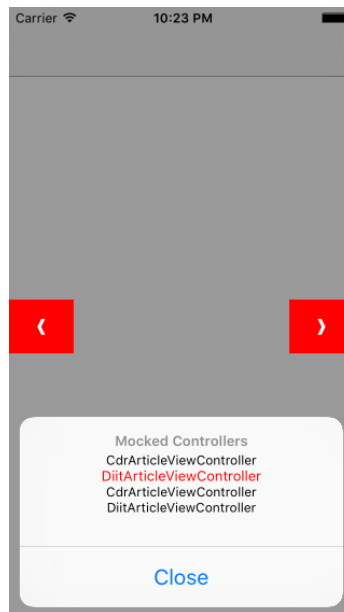 Carrier 10:23 PM
‹ ›
Mocked Controllers
CdrArticleViewController
DiitArticleViewController
CdrArticleViewController
DiitArticleViewController
Close